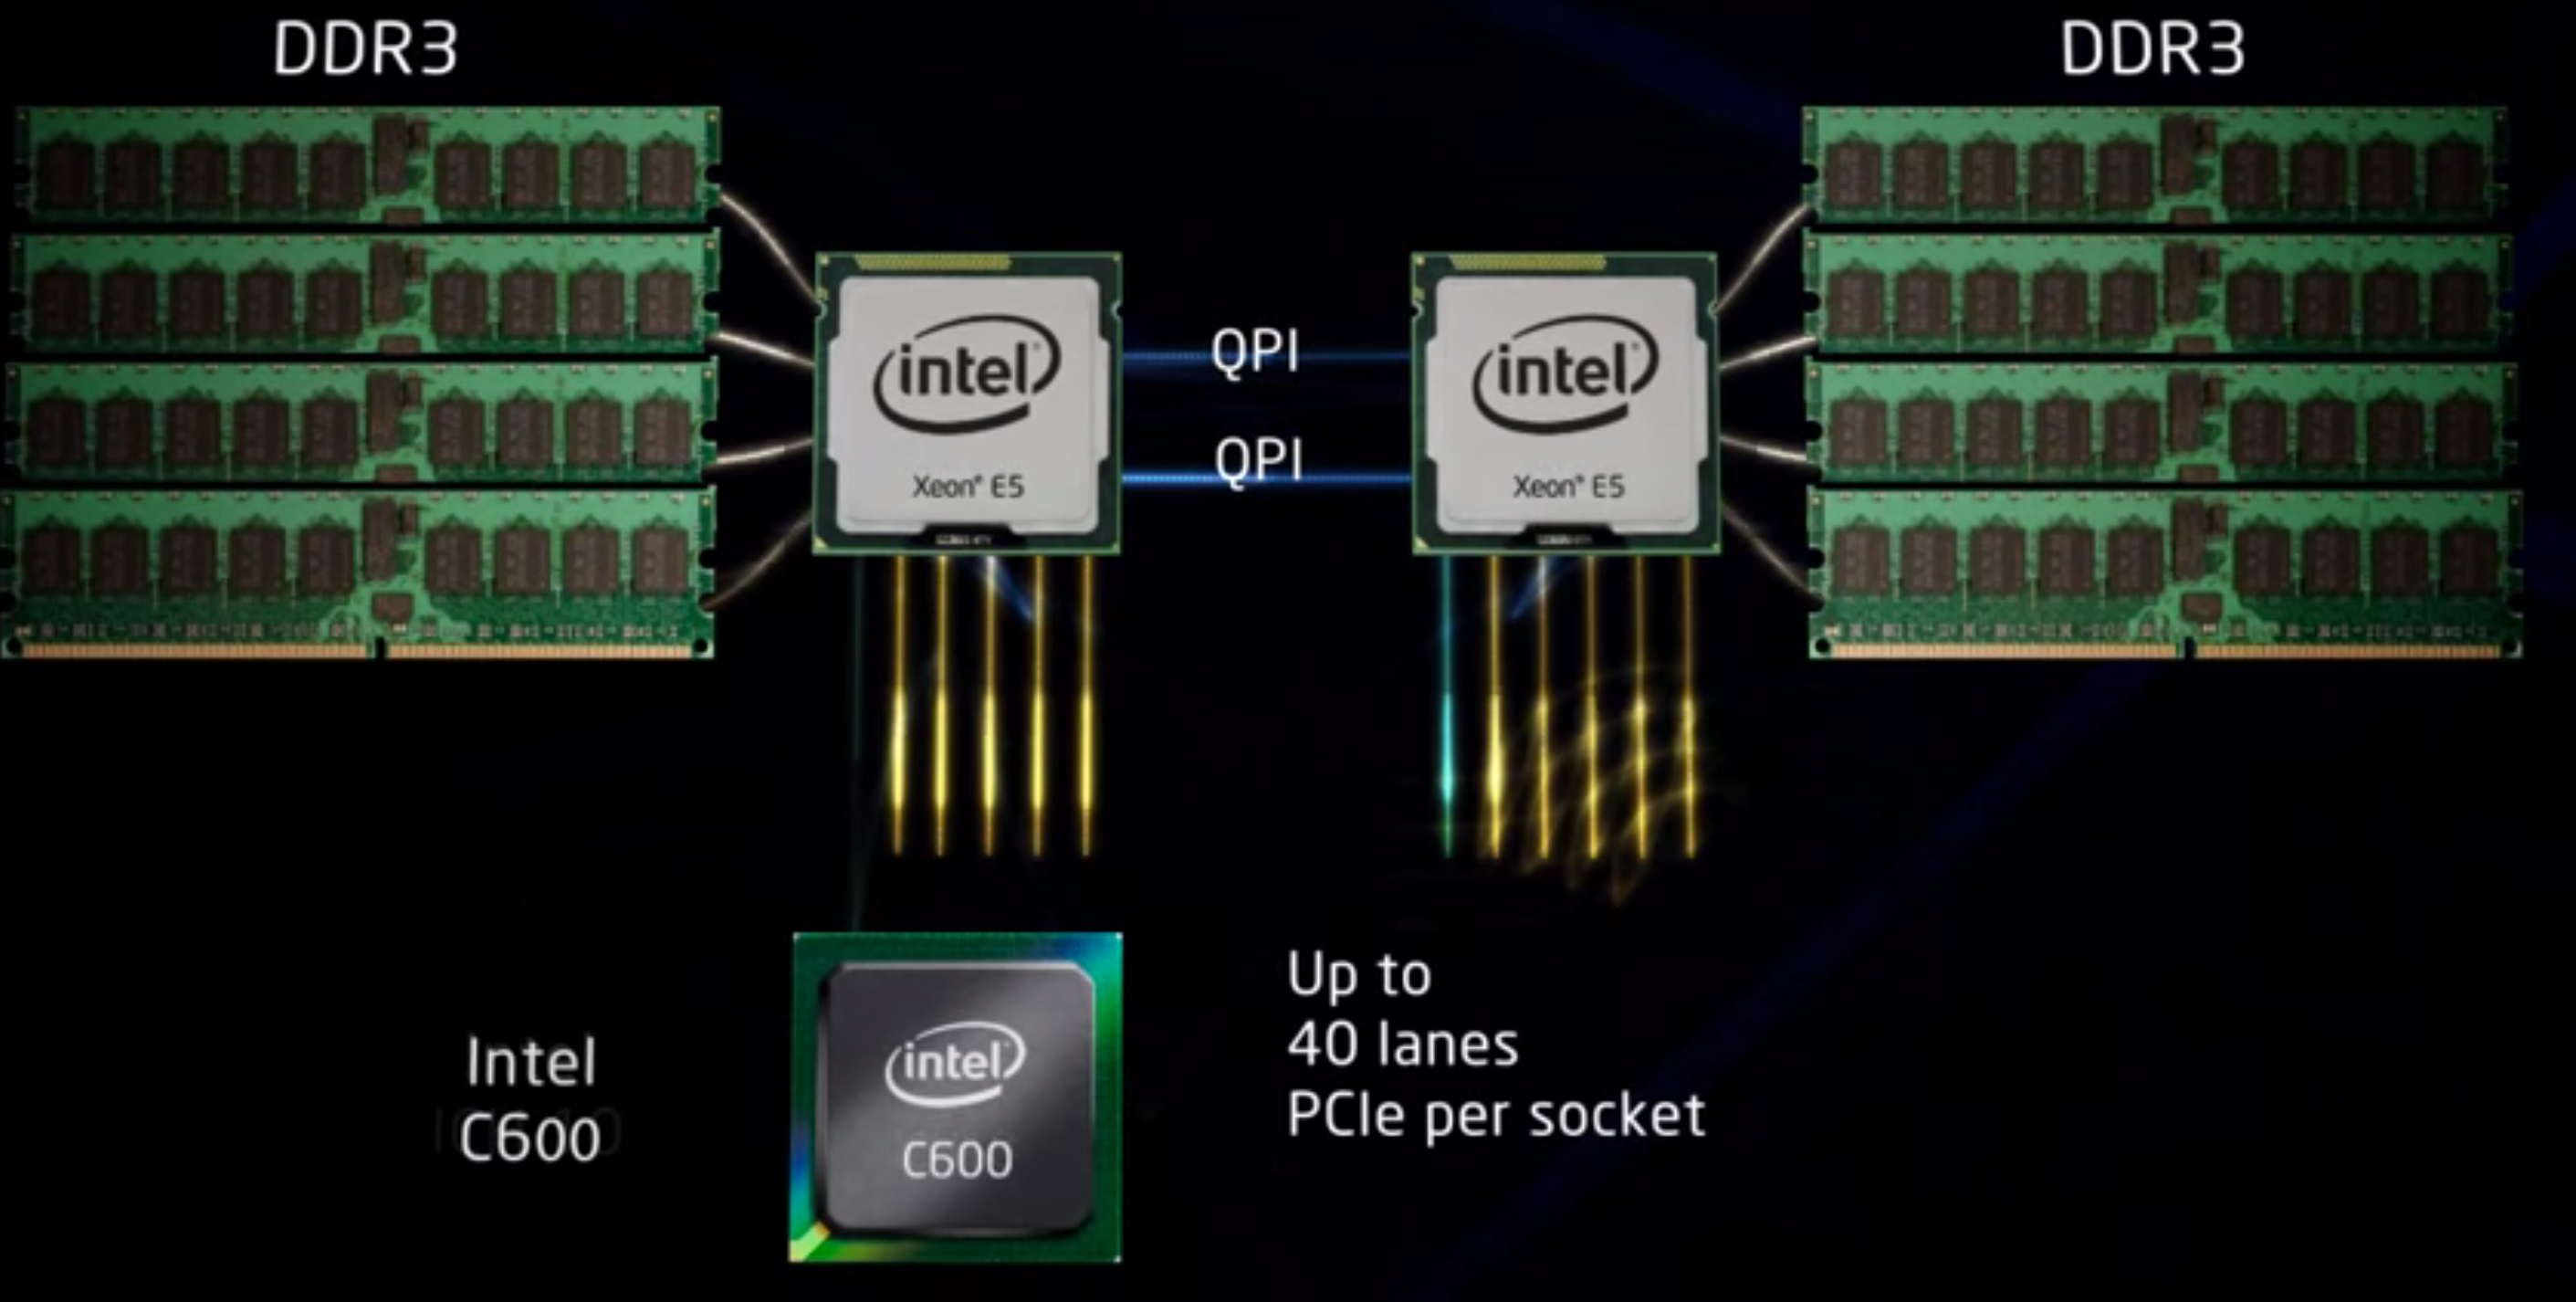 DDR3
DDR3
intel
Xeon® E5
QPI
QPI
intel
Xeon® E5
Intel
C600
intel
C600
Up to
40 lanes
PCIe per socket